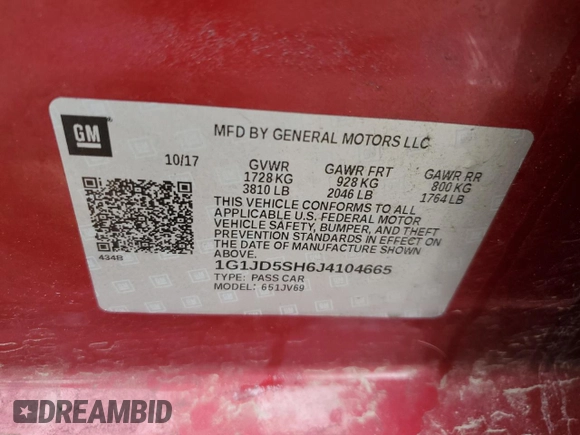 GM
MFD BY GENERAL MOTORS LLC
10/17 GVWR GAWR FRT GAWR RR
1728 KG 928 KG 800 KG
3810 LB 2046 LB 1764 LB
THIS VEHICLE CONFORMS TO ALL
APPLICABLE U.S. FEDERAL MOTOR
VEHICLE SAFETY, BUMPER, AND THEFT
PREVENTION STANDARDS IN EFFECT ON
THE DATE OF MANUFACTURE SHOWN
ABOVE.
434B
1G1JD5SH6J4104665
TYPE: PASS CAR
MODEL: 651JV69
DREAMBID